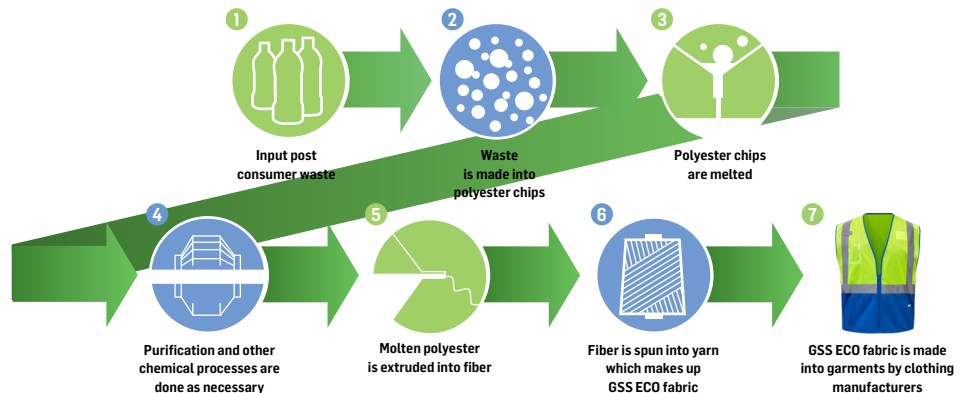 1
Input post
consumer waste
2
Waste
is made into
polyester chips
3
Polyester chips
are melted
4
Purification and other
chemical processes are
done as necessary
5
Molten polyester
is extruded into fiber
6
Fiber is spun into yarn
which makes up
GSS ECO fabric
7
GSS ECO fabric is made
into garments by clothing
manufacturers